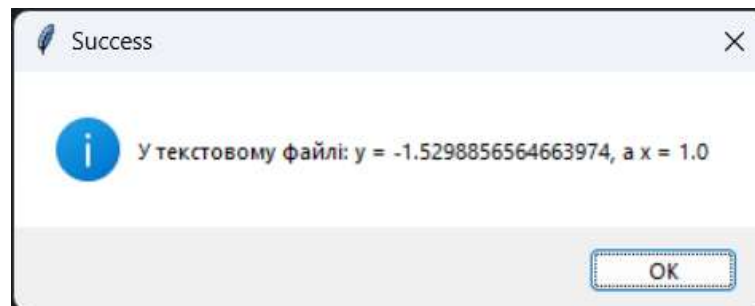 Success
У текстовому файлі: y = -1.5298856564663974, а x = 1.0
OK